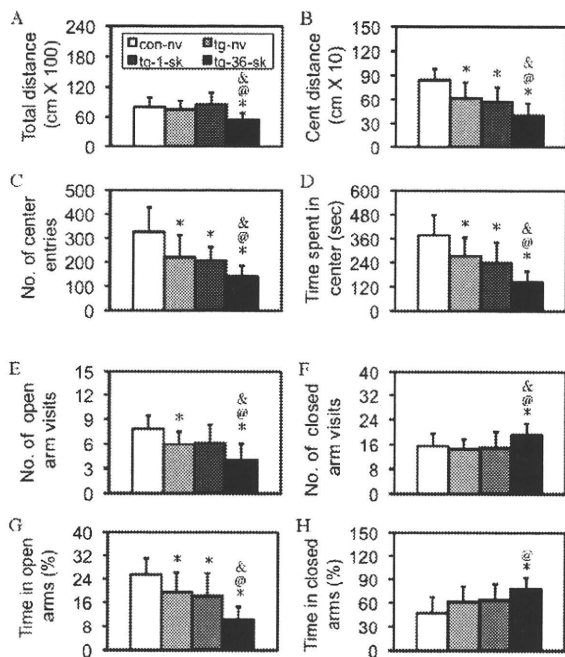 A
Total distance
(cm X 100)
240
180
120
60
0
con-nv
tg-nv
tg-1-sk
tg-36-sk
&
@
*
B
Cent distance
(cm X 10)
150
120
90
60
30
0
*
*
&
@
*
C
No. of center
entries
500
400
300
200
100
0
*
*
&
@
*
D
Time spent in
center (sec)
600
480
360
240
120
0
*
*
&
@
*
E
No. of open
arm visits
15
12
9
6
3
0
*
&
@
*
F
No. of closed
arm visits
40
32
24
16
8
0
&
@
*
G
Time in open
arms (%)
40
32
24
16
8
0
*
*
&
@
*
H
Time in closed
arms (%)
150
120
90
60
30
0
@
*